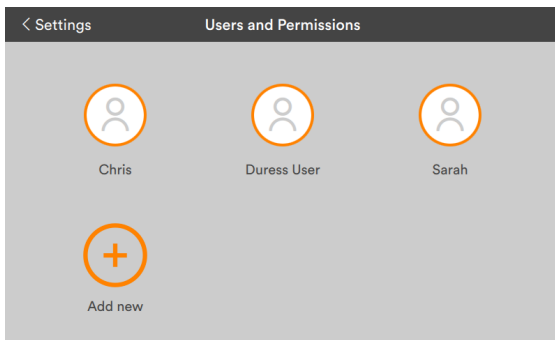 < Settings
Users and Permissions
Chris
Duress User
Sarah
Add new